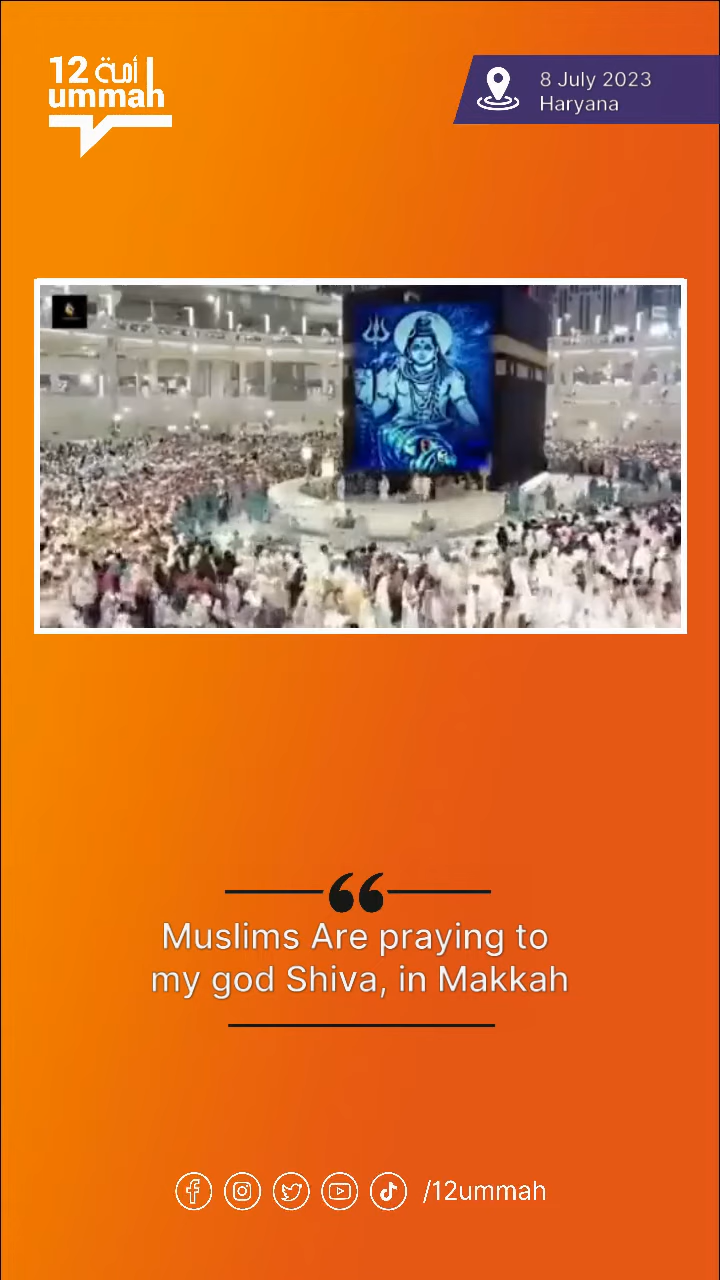 12 أمة
ummah
8 July 2023
Haryana
Muslims Are praying to
my god Shiva, in Makkah
/12ummah